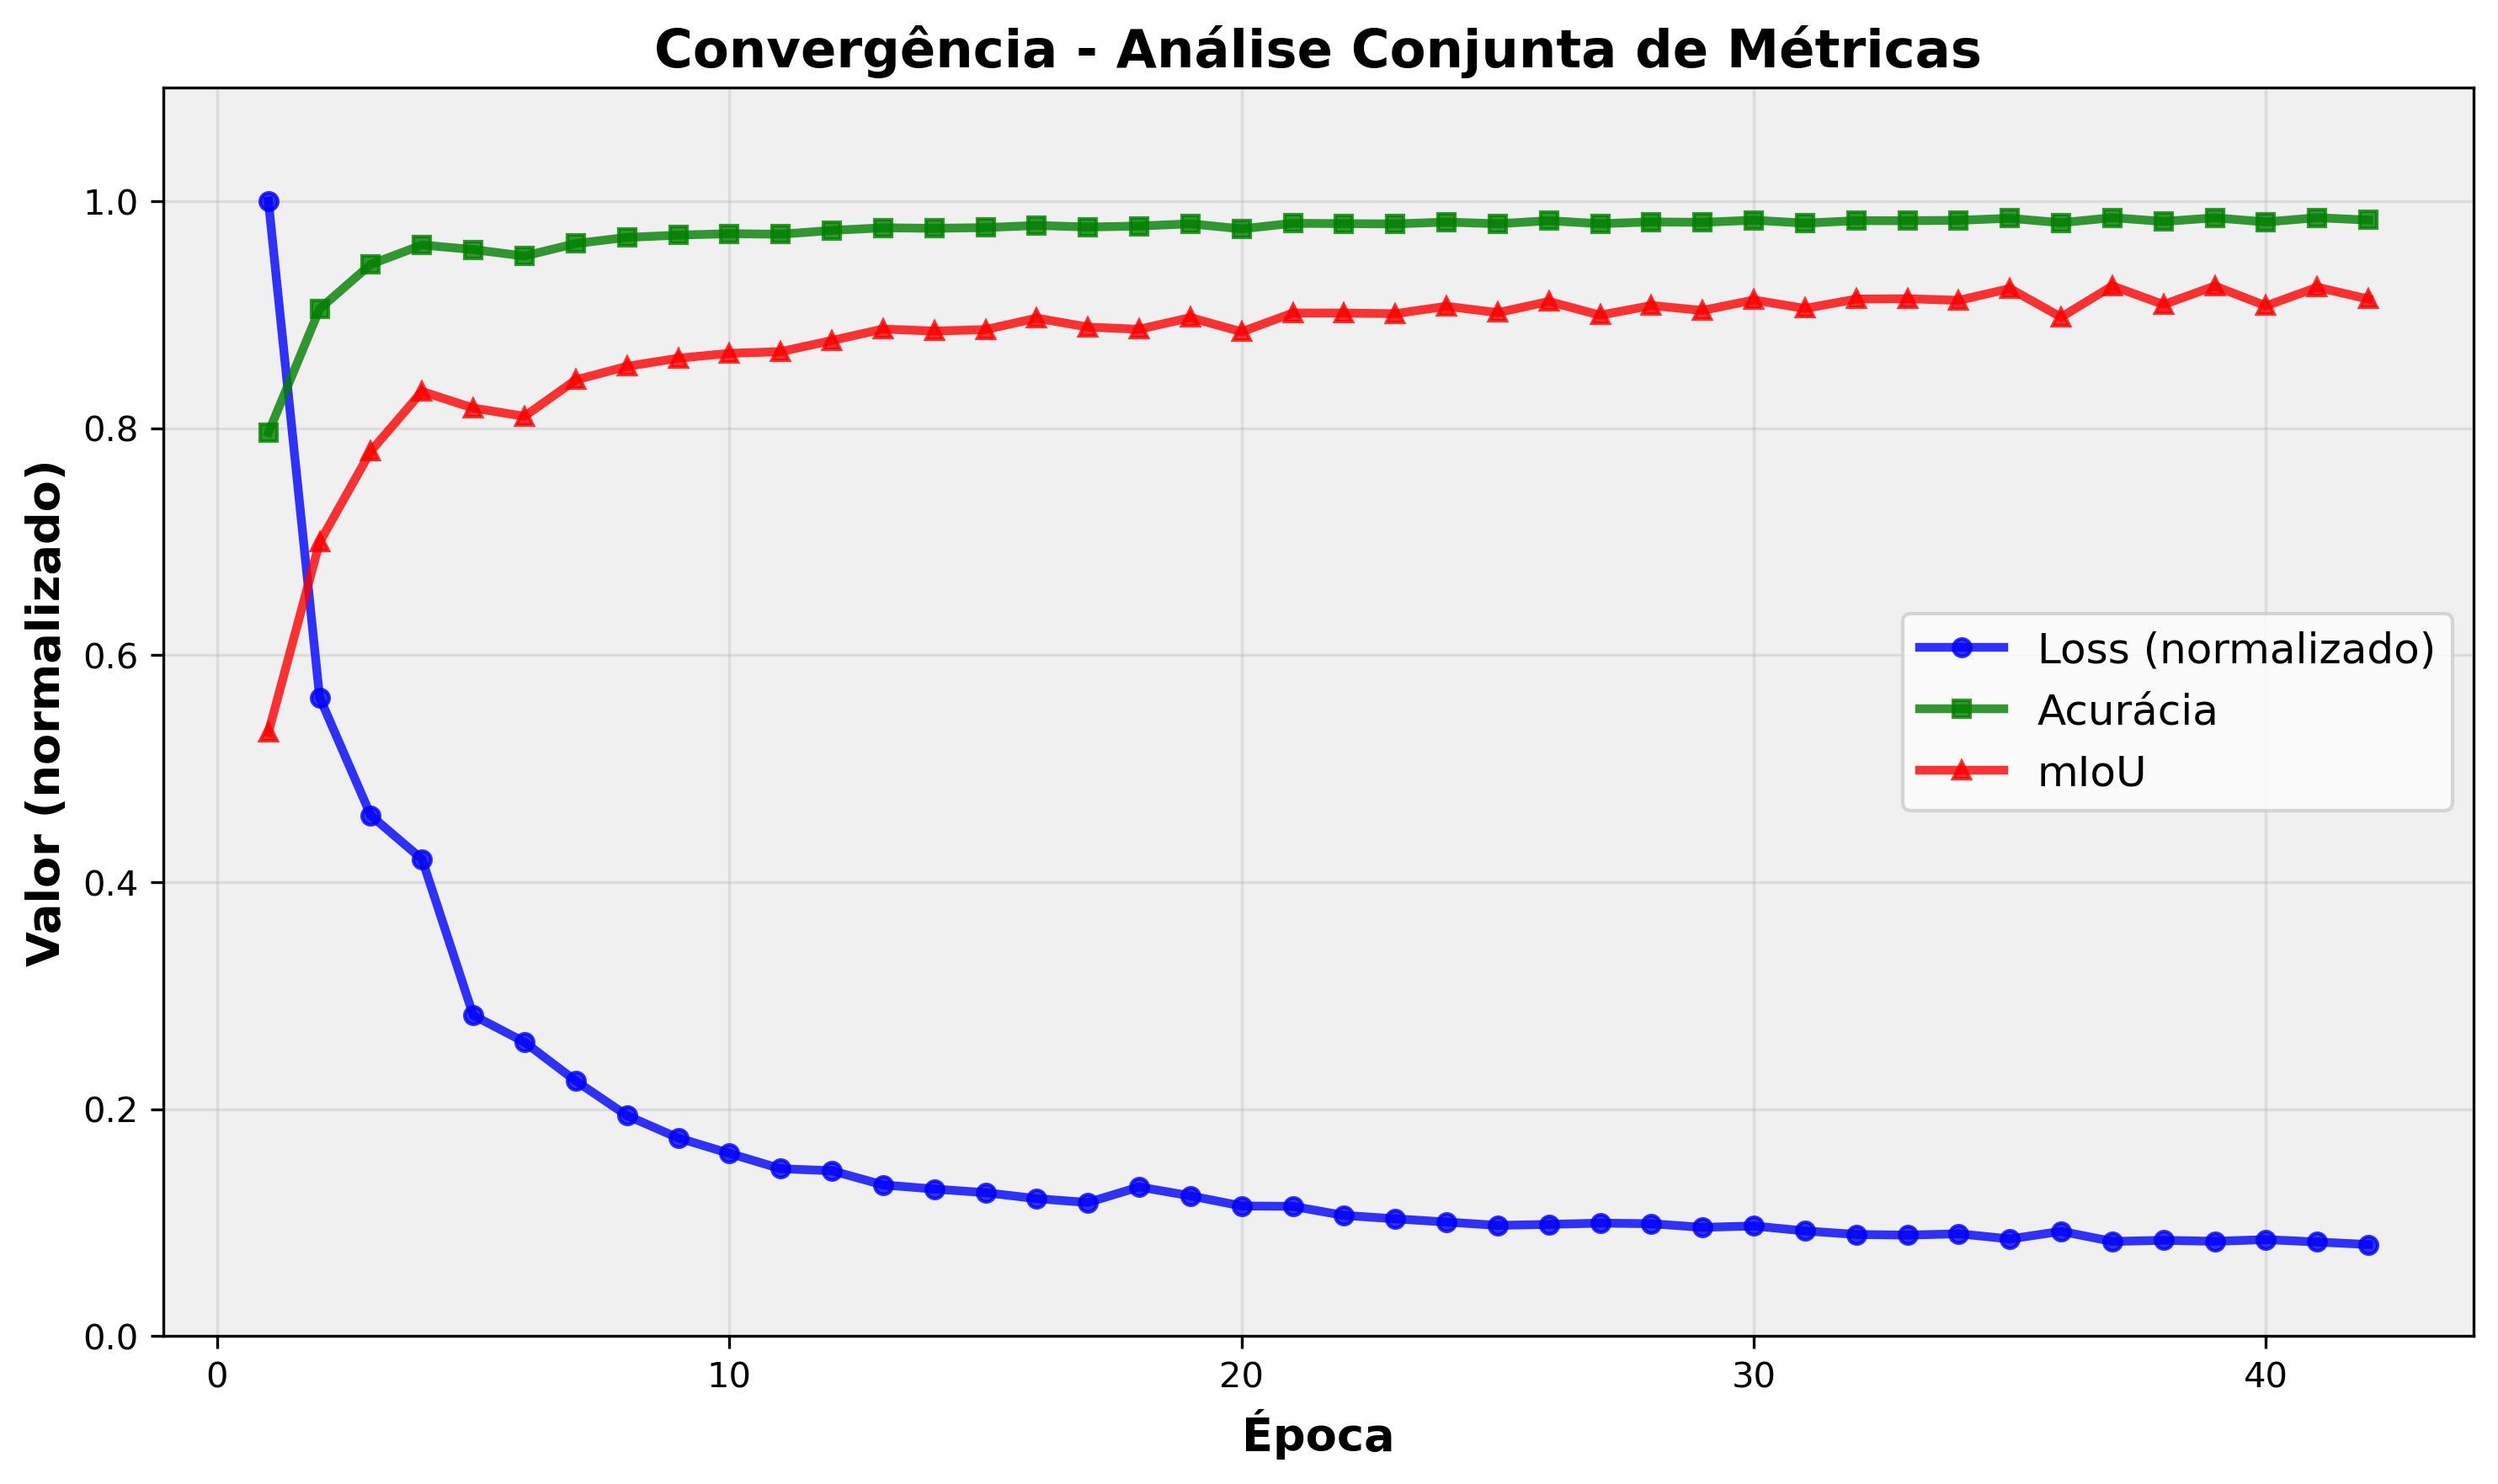 Convergência - Análise Conjunta de Métricas
Valor (normalizado)
1.0
0.8
0.6
0.4
0.2
0.0
Loss (normalizado)
Acurácia
mIoU
0 10 20 30 40
Época